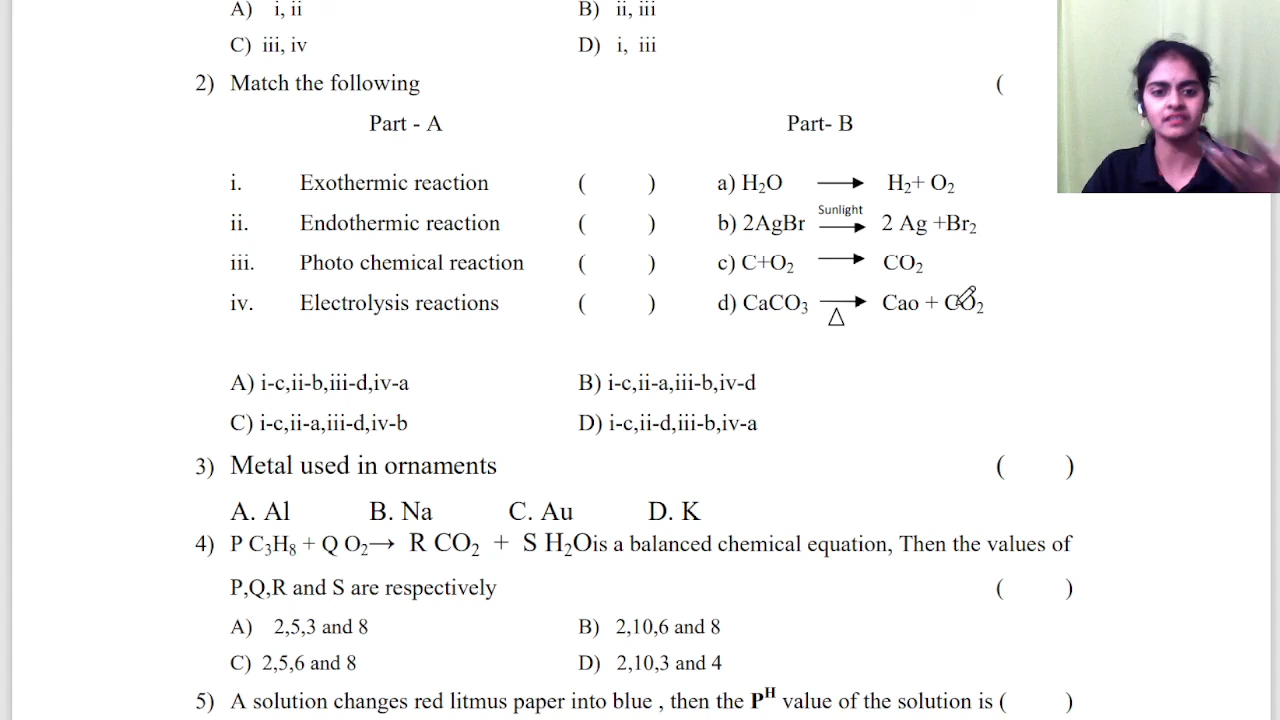 A) i, ii B) ii, iii
C) iii, iv D) i, iii
2) Match the following (
Part - A Part- B
i. Exothermic reaction ( ) a) H₂O ⟶ H₂+ O₂
ii. Endothermic reaction ( ) b) 2AgBr Sunlight ⟶ 2 Ag +Br₂
iii. Photo chemical reaction ( ) c) C+O₂ ⟶ CO₂
iv. Electrolysis reactions ( ) d) CaCO₃ ⟶ Δ Cao + CO₂
A) i-c,ii-b,iii-d,iv-a B) i-c,ii-a,iii-b,iv-d
C) i-c,ii-a,iii-d,iv-b D) i-c,ii-d,iii-b,iv-a
3) Metal used in ornaments ( )
A. Al B. Na C. Au D. K
4) P C₃H₈ + Q O₂→ R CO₂ + S H₂Ois a balanced chemical equation, Then the values of
P,Q,R and S are respectively ( )
A) 2,5,3 and 8 B) 2,10,6 and 8
C) 2,5,6 and 8 D) 2,10,3 and 4
5) A solution changes red litmus paper into blue , then the Pᴴ value of the solution is ( )